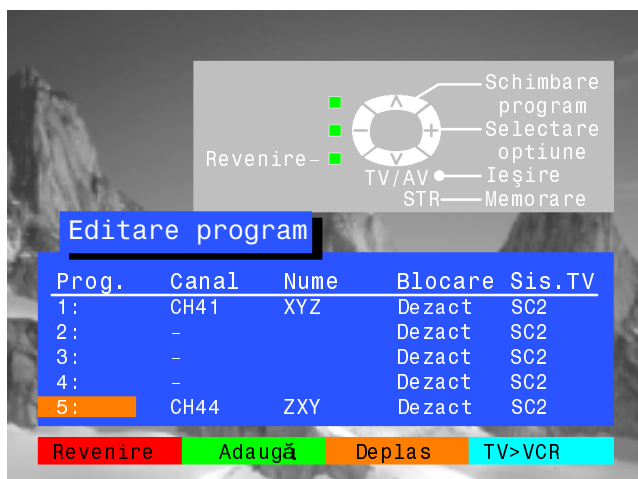 Schimbare
program
Selectare
optiune
Revenire
TV/AV Ieşire
STR Memorare
Editare program
Prog. Canal Nume Blocare Sis.TV
1: CH41 XYZ Dezact SC2
2: – Dezact SC2
3: – Dezact SC2
4: – Dezact SC2
5: CH44 ZXY Dezact SC2
Revenire Adaugă Deplas TV>VCR